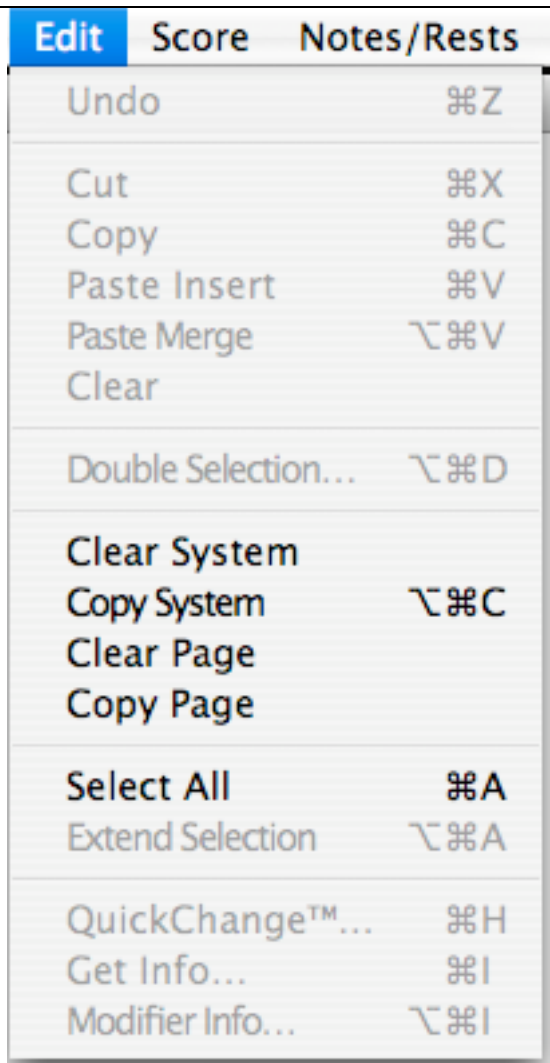 Edit Score Notes/Rests
Undo ⌘Z
Cut ⌘X
Copy ⌘C
Paste Insert ⌘V
Paste Merge ⌥⌘V
Clear
Double Selection... ⌥⌘D
Clear System
Copy System ⌥⌘C
Clear Page
Copy Page
Select All ⌘A
Extend Selection ⌥⌘A
QuickChange™... ⌘H
Get Info... ⌘I
Modifier Info... ⌥⌘I